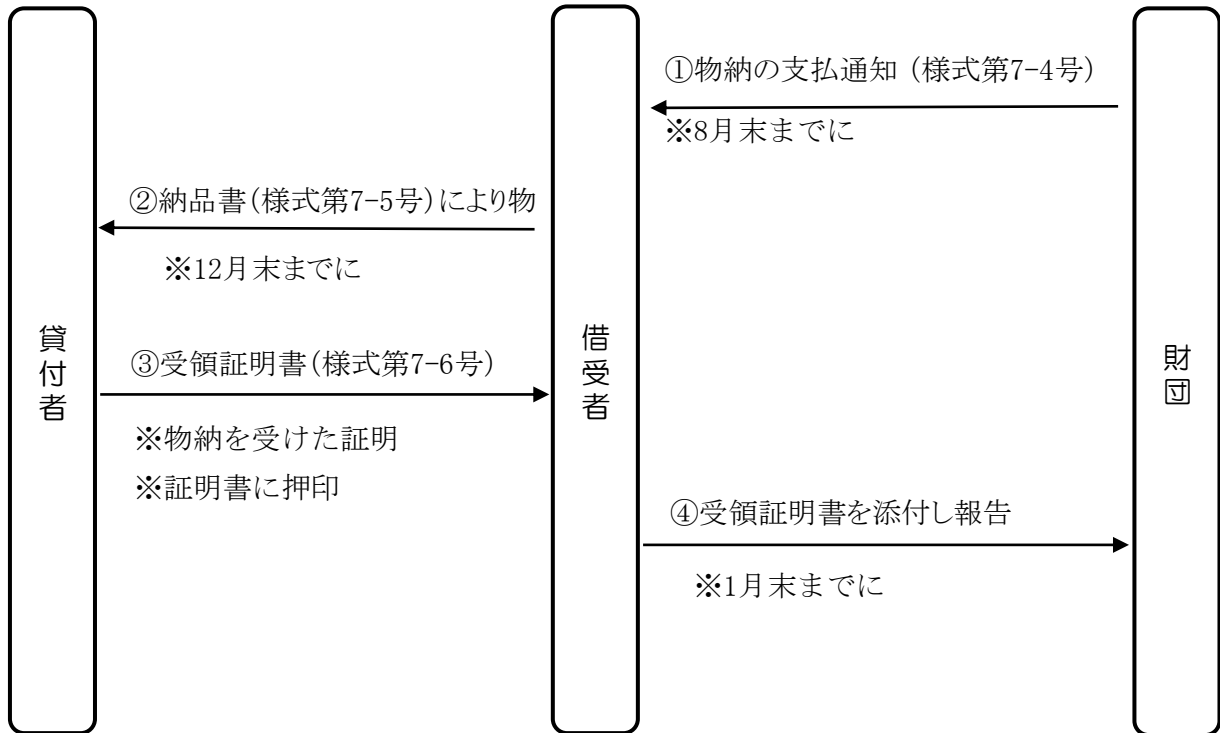 ①物納の支払通知（様式第7-4号）
※8月末までに
②納品書（様式第7-5号）により物
※12月末までに
貸付者
借受者
財団
③受領証明書（様式第7-6号）
※物納を受けた証明
※証明書に押印
④受領証明書を添付し報告
※1月末までに